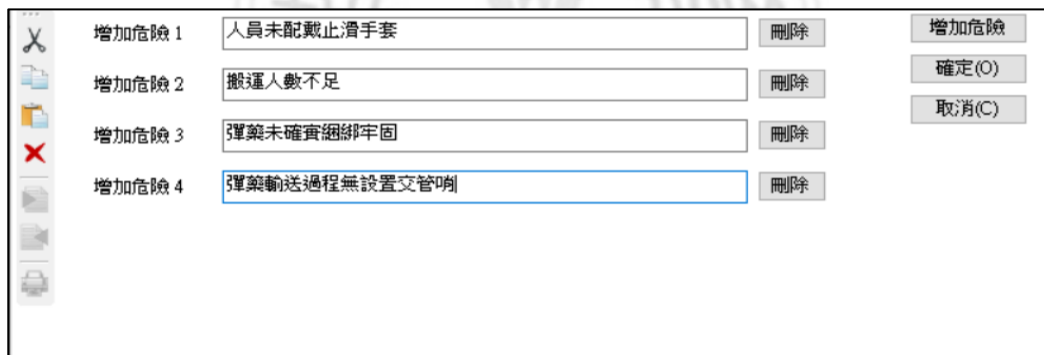 增加危險 1 人員未配戴止滑手套 刪除 增加危險
增加危險 2 搬運人數不足 刪除 確定(O)
取消(C)
增加危險 3 彈藥未確實綑綁牢固 刪除
增加危險 4 彈藥輸送過程無設置交管哨 刪除